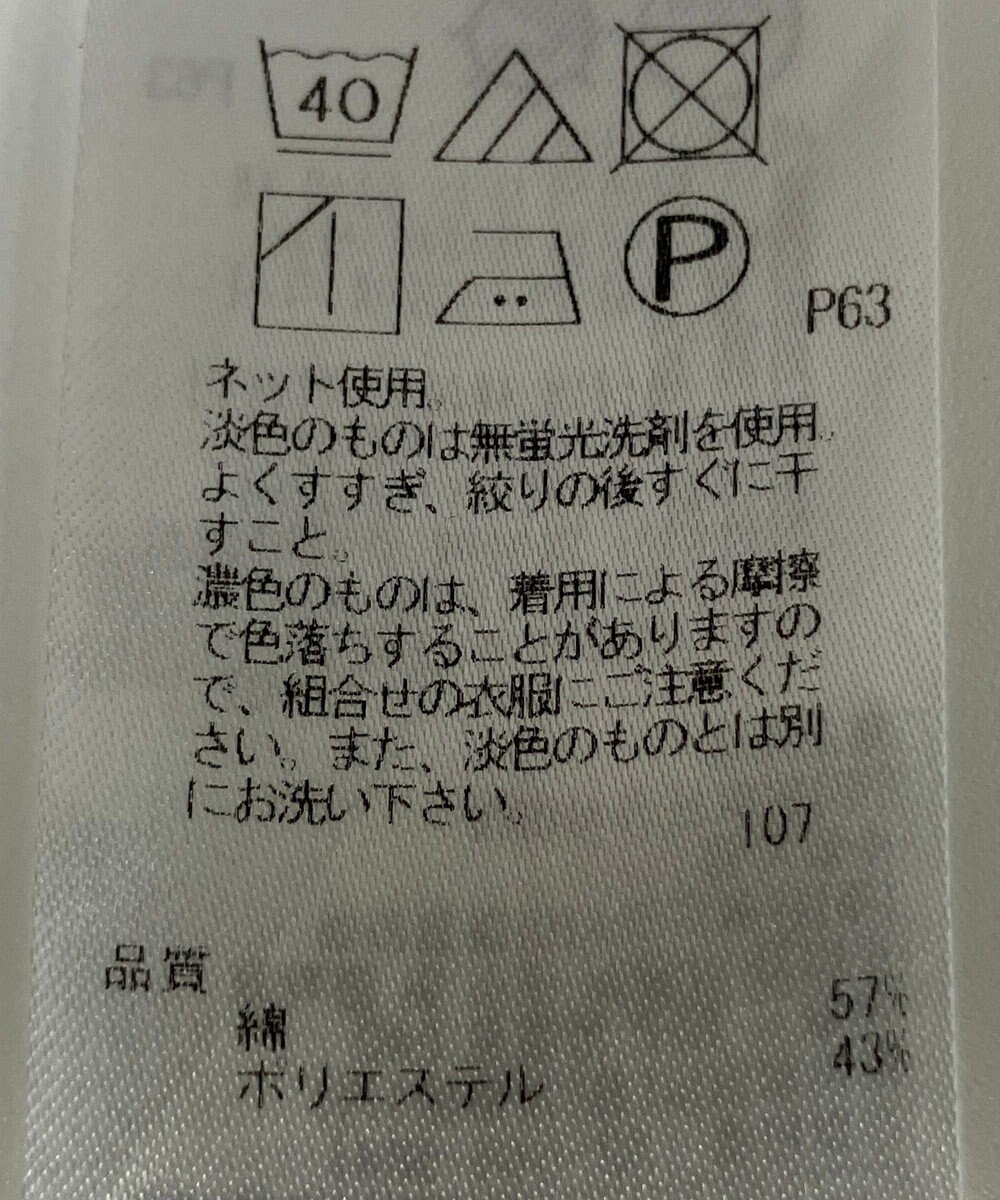 40
P
P63
ネット使用。
淡色のものは無蛍光洗剤を使用。
よくすすぎ、絞りの後すぐに干
すこと。
濃色のものは、着用による摩擦
で色落ちすることがありますの
で、組合せの衣服にご注意くだ
さい。また、淡色のものとは別
にお洗い下さい。
107
品質
綿 57%
ポリエステル 43%